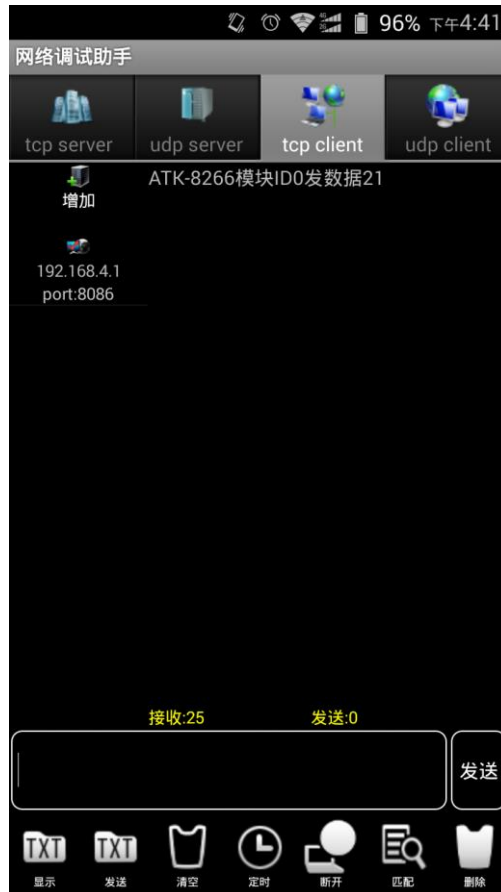 96% 下午4:41
网络调试助手
tcp server
udp server
tcp client
udp client
增加
ATK-8266模块ID0发数据21
192.168.4.1
port:8086
接收:25
发送:0
发送
TXT
TXT
显示
发送
清空
定时
断开
匹配
删除